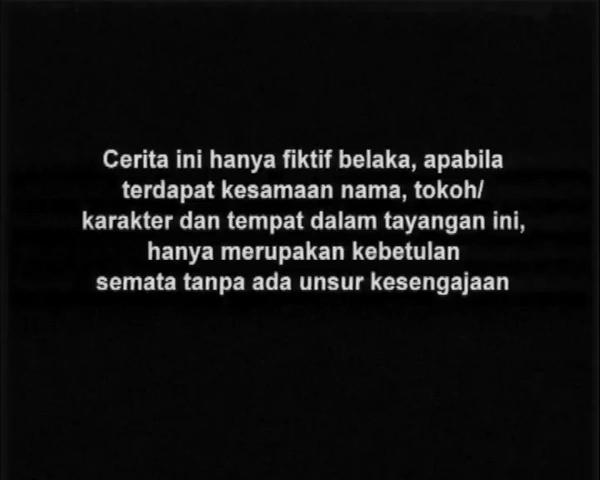 Cerita ini hanya fiktif belaka, apabila
terdapat kesamaan nama, tokoh/
karakter dan tempat dalam tayangan ini,
hanya merupakan kebetulan
semata tanpa ada unsur kesengajaan